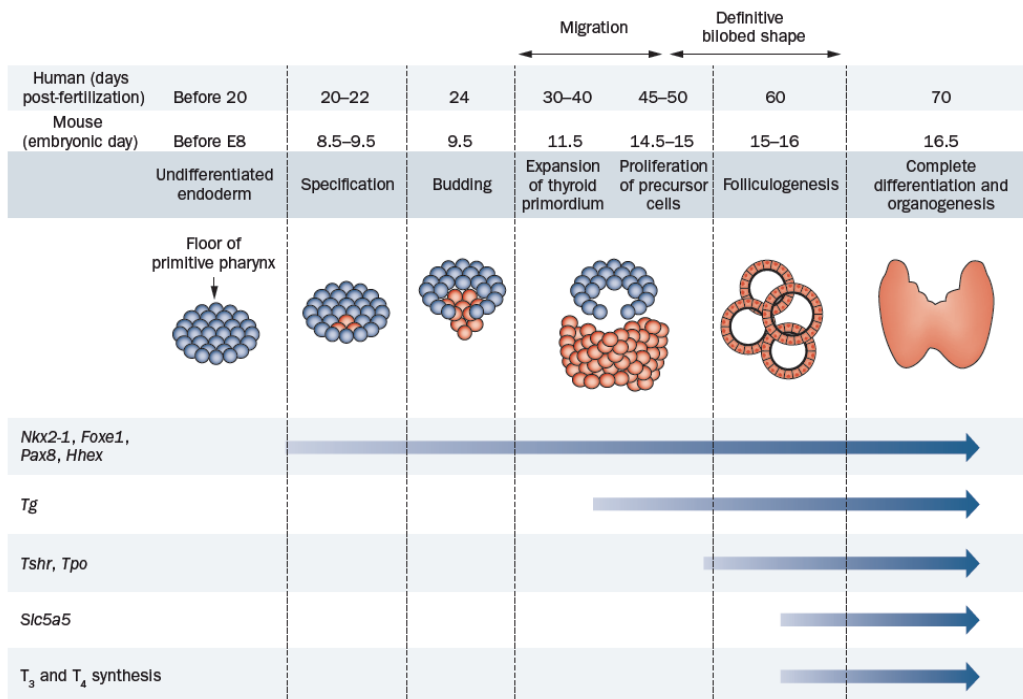 Migration
Definitive
bilobed shape
Human (days
post-fertilization)
Before 20
20–22
24
30–40
45–50
60
70
Mouse
(embryonic day)
Before E8
8.5–9.5
9.5
11.5
14.5–15
15–16
16.5
Undifferentiated
endoderm
Specification
Budding
Expansion
of thyroid
primordium
Proliferation
of precursor
cells
Folliculogenesis
Complete
differentiation and
organogenesis
Floor of
primitive pharynx
Nkx2-1, Foxe1,
Pax8, Hhex
Tg
Tshr, Tpo
Slc5a5
T3 and T4 synthesis